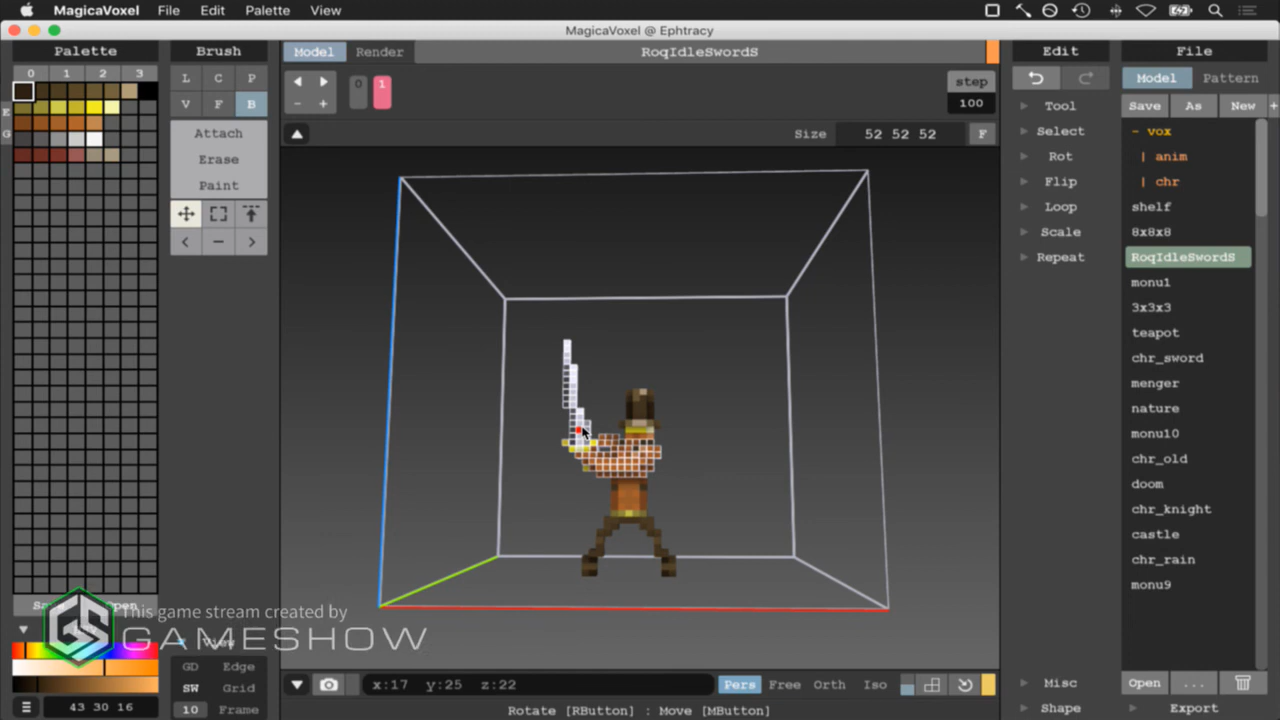 MagicaVoxel File Edit Palette View
MagicaVoxel @ Ephtracy
Palette
0 1 2 3
E
G
Brush
L C P
V F B
Attach
Erase
Paint
Model Render RoqIdleSwordS
0 1
step
100
Size 52 52 52 F
Edit
Tool
Select
Rot
Flip
Loop
Scale
Repeat
File
Model Pattern
Save As New +
- vox
| anim
| chr
shelf
8x8x8
RoqIdleSwordS
monu1
3x3x3
teapot
chr_sword
menger
nature
monu10
chr_old
doom
chr_knight
castle
chr_rain
monu9
Open
This game stream created by
GS GAMESHOW
View
GD Edge
SW Grid
10 Frame
43 30 16
x:17 y:25 z:22
Pers Free Orth Iso
Rotate [RButton] : Move [MButton]
Misc
Shape
Open ...
Export